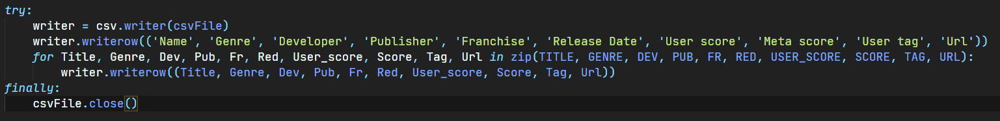 try:
    writer = csv.writer(csvFile)
    writer.writerow(('Name', 'Genre', 'Developer', 'Publisher', 'Franchise', 'Release Date', 'User score', 'Meta score', 'User tag', 'Url'))
    for Title, Genre, Dev, Pub, Fr, Red, User_score, Score, Tag, Url in zip(TITLE, GENRE, DEV, PUB, FR, RED, USER_SCORE, SCORE, TAG, URL):
        writer.writerow((Title, Genre, Dev, Pub, Fr, Red, User_score, Score, Tag, Url))
finally:
    csvFile.close()